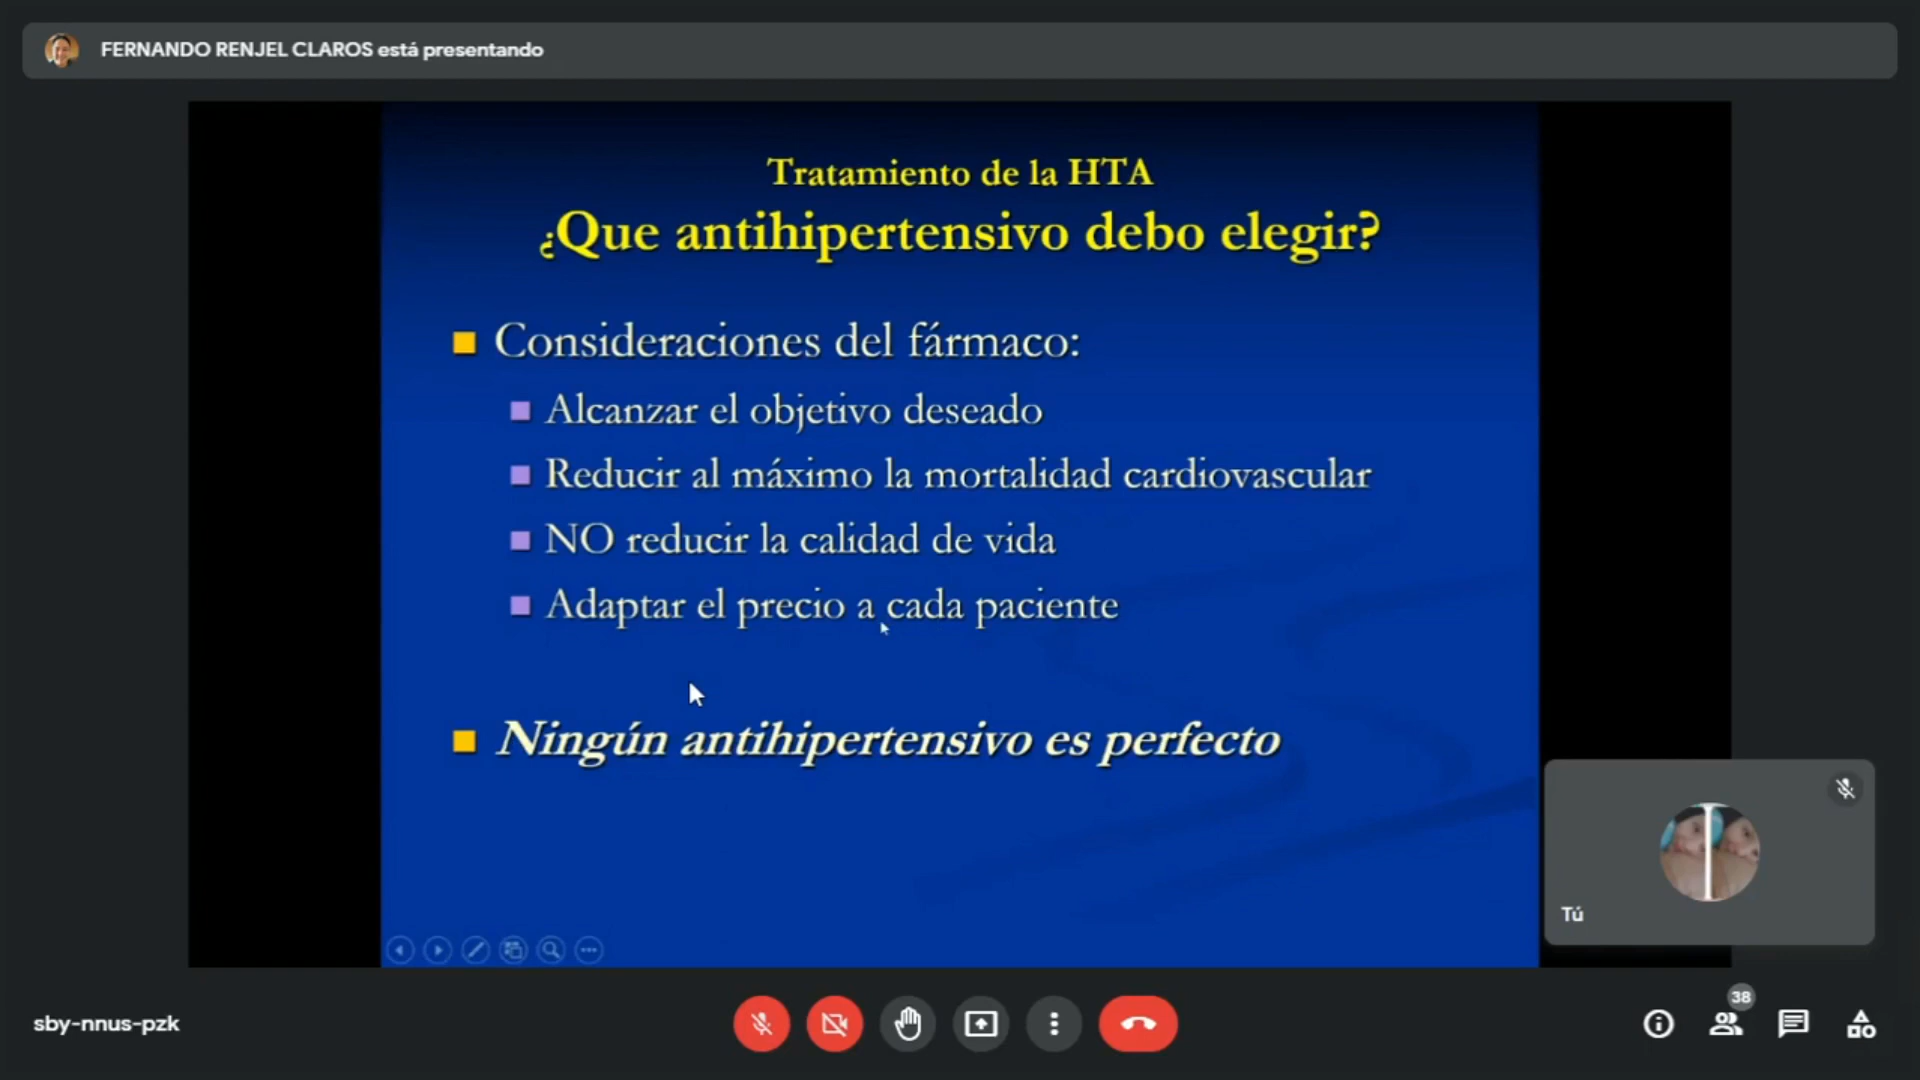 FERNANDO RENJEL CLAROS está presentando
Tratamiento de la HTA
¿Que antihipertensivo debo elegir?
Consideraciones del fármaco:
Alcanzar el objetivo deseado
Reducir al máximo la mortalidad cardiovascular
NO reducir la calidad de vida
Adaptar el precio a cada paciente
Ningún antihipertensivo es perfecto
Tú
sby-nnus-pzk
38